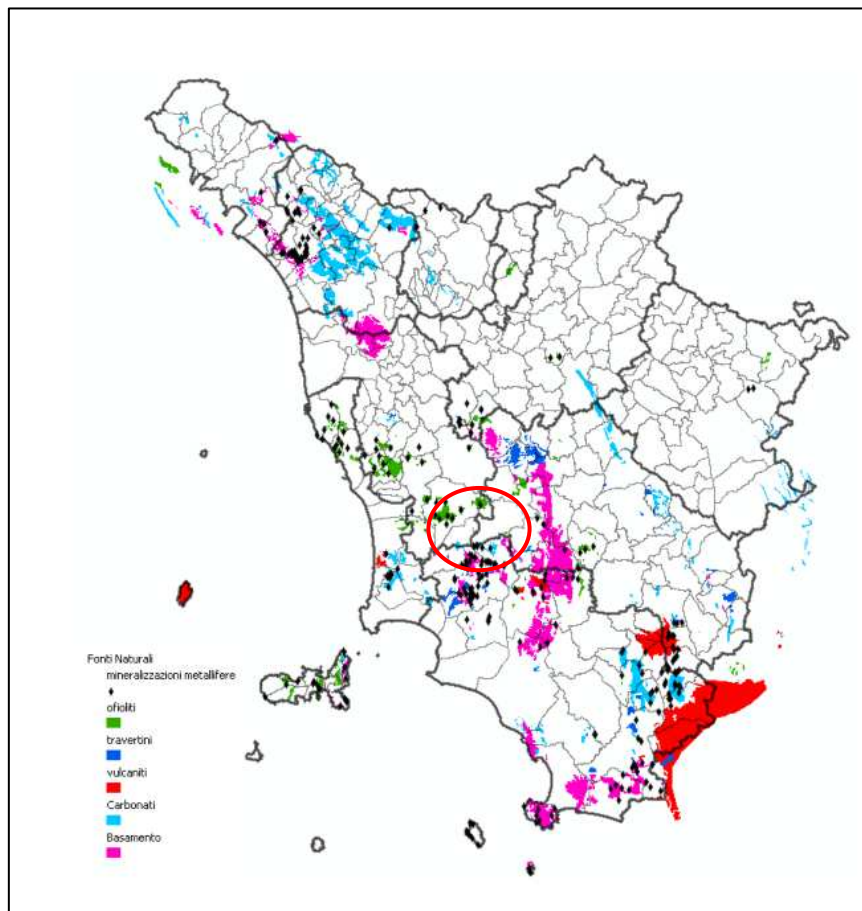 Fonti Naturali
mineralizzazioni metallifere
ofioliti
travertini
vulcaniti
Carbonati
Basamento